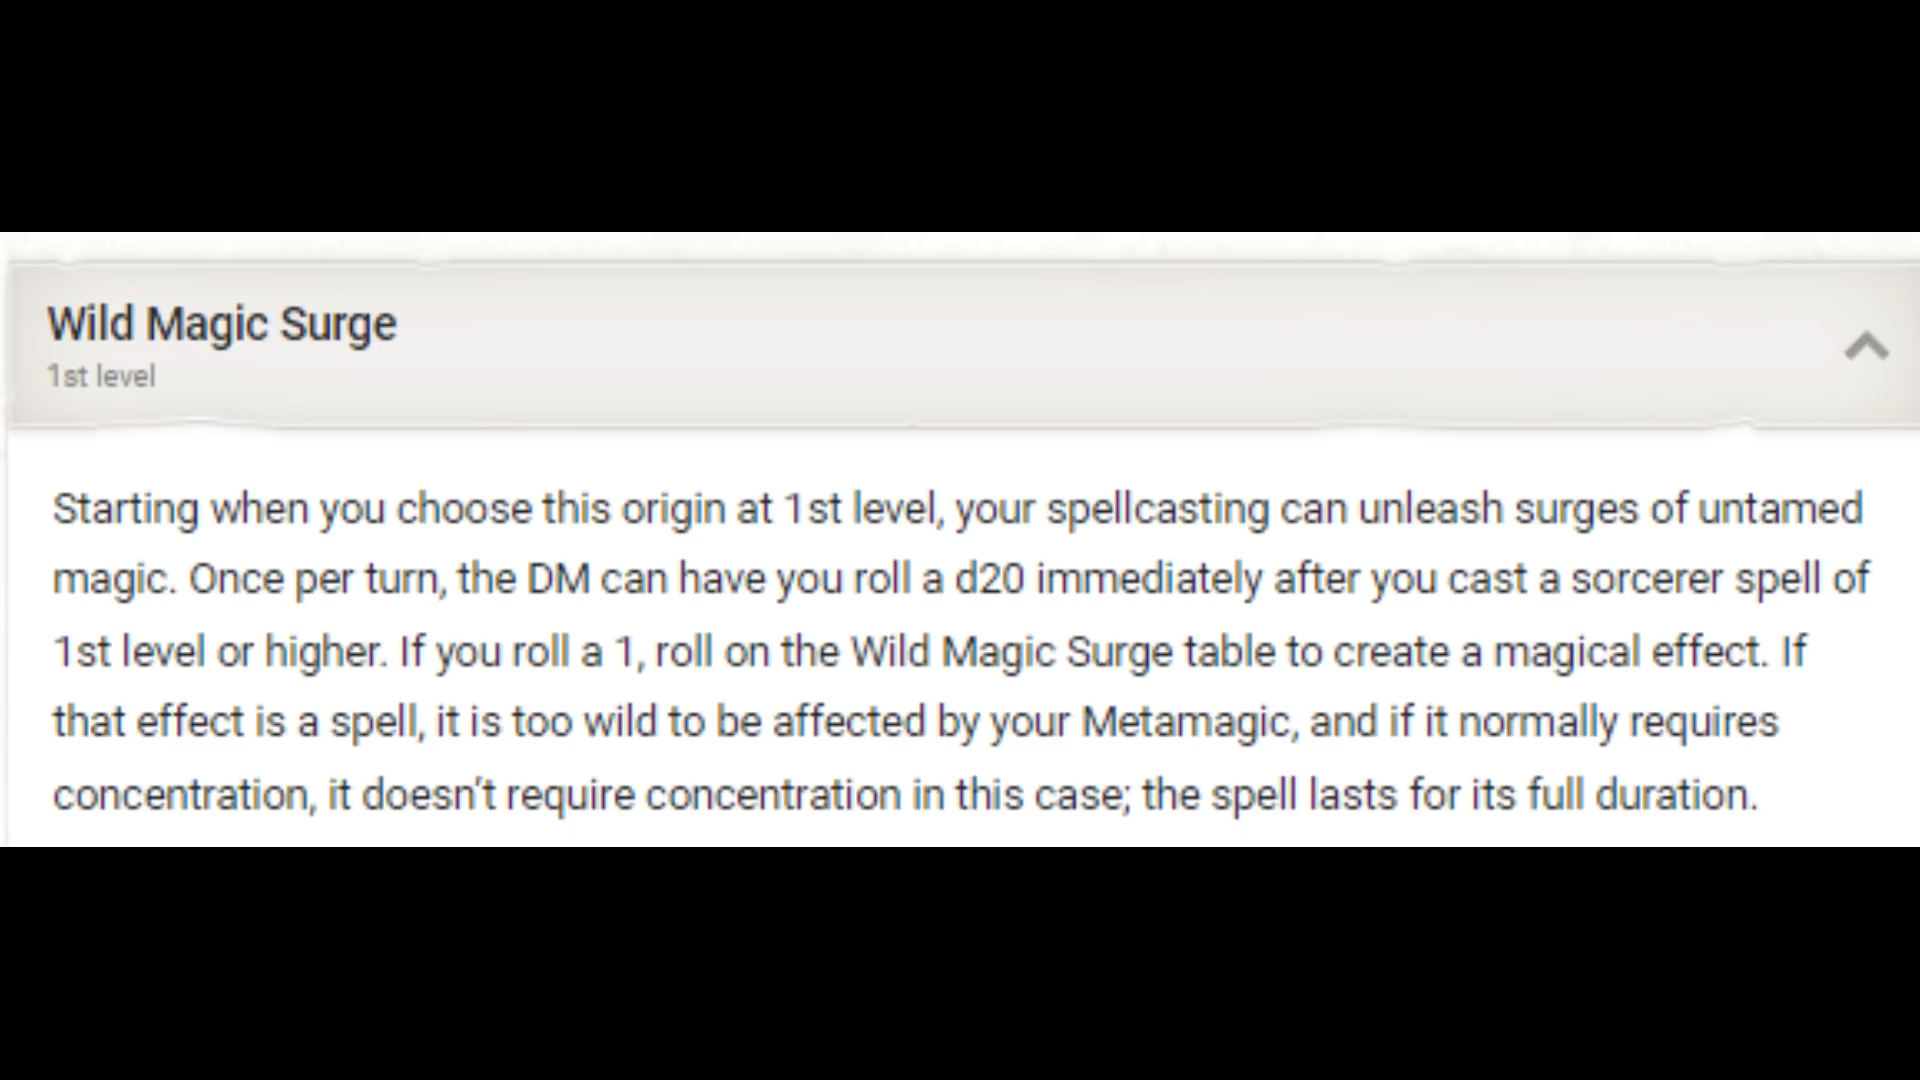 Wild Magic Surge
1st level
Starting when you choose this origin at 1st level, your spellcasting can unleash surges of untamed
magic. Once per turn, the DM can have you roll a d20 immediately after you cast a sorcerer spell of
1st level or higher. If you roll a 1, roll on the Wild Magic Surge table to create a magical effect. If
that effect is a spell, it is too wild to be affected by your Metamagic, and if it normally requires
concentration, it doesn’t require concentration in this case; the spell lasts for its full duration.